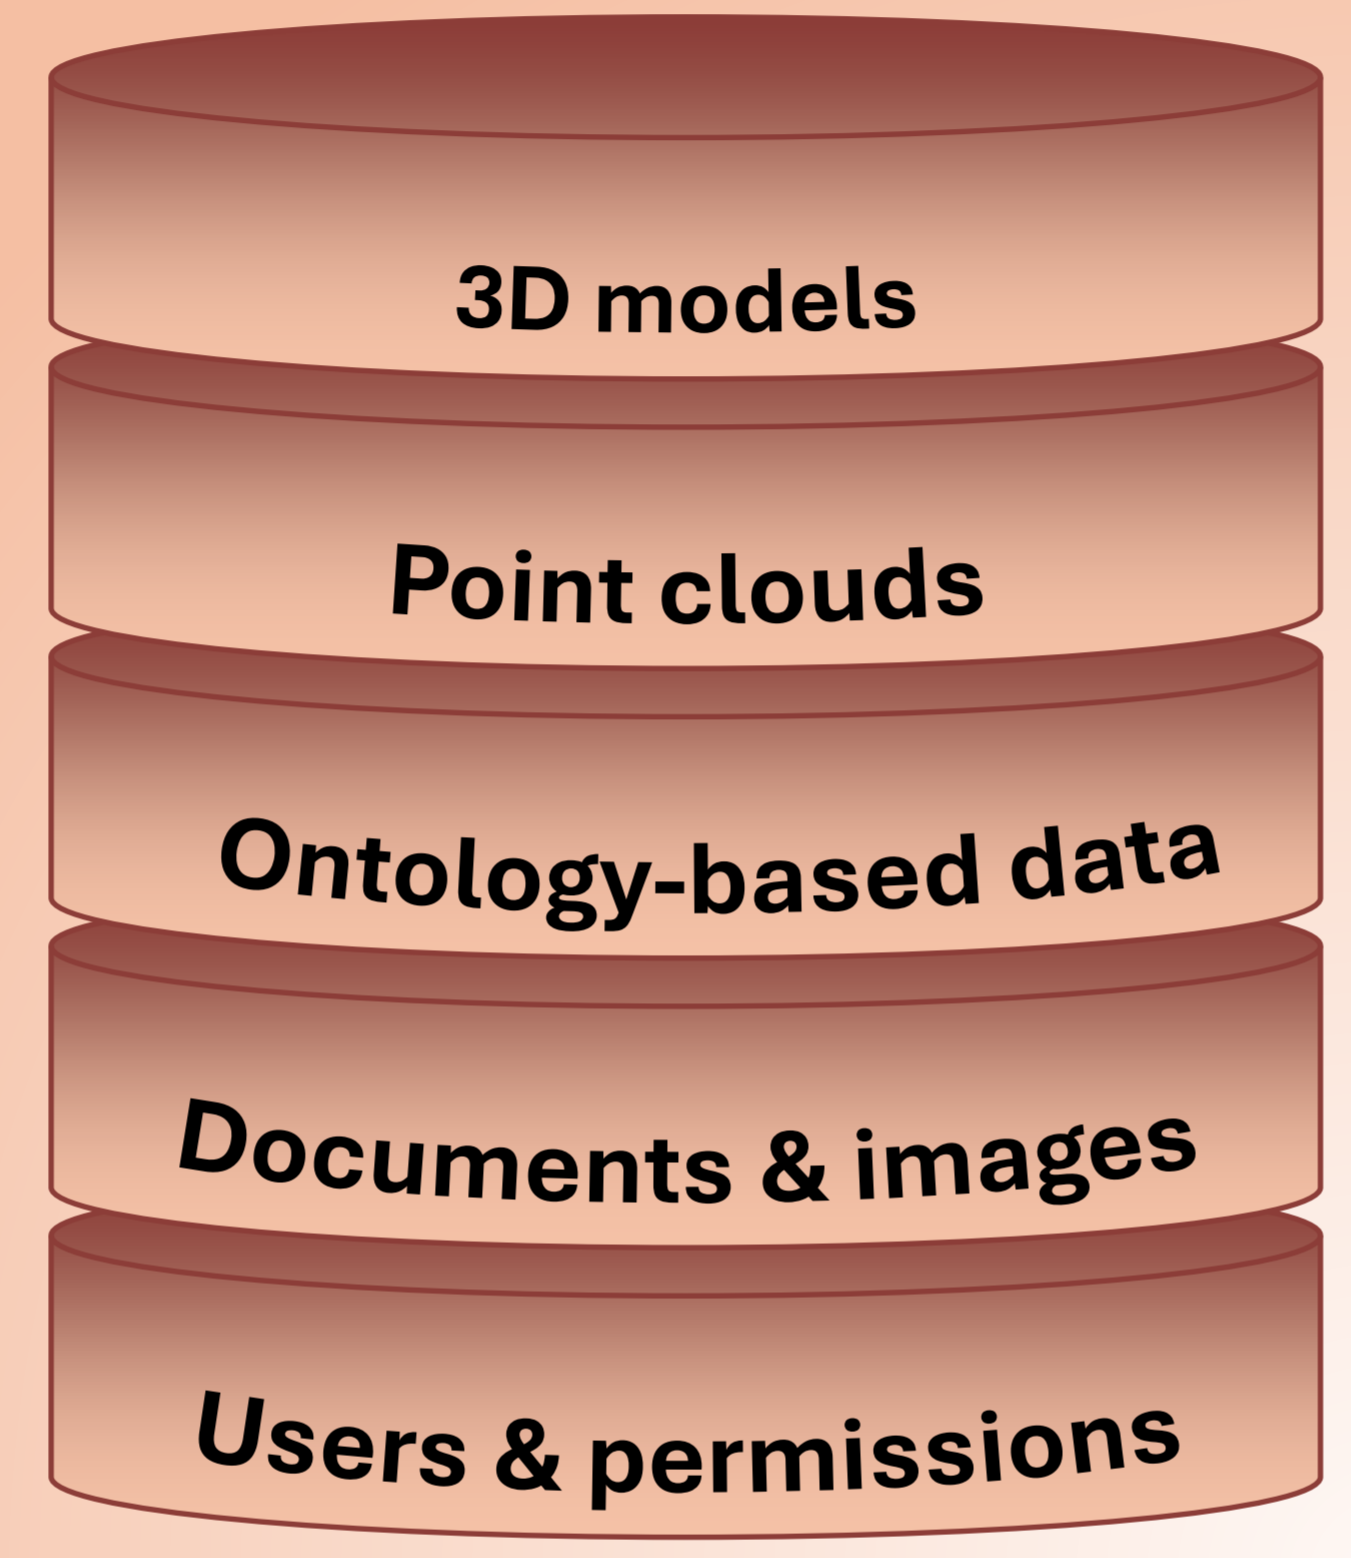 3D models
Point clouds
Ontology-based data
Documents & images
Users & permissions